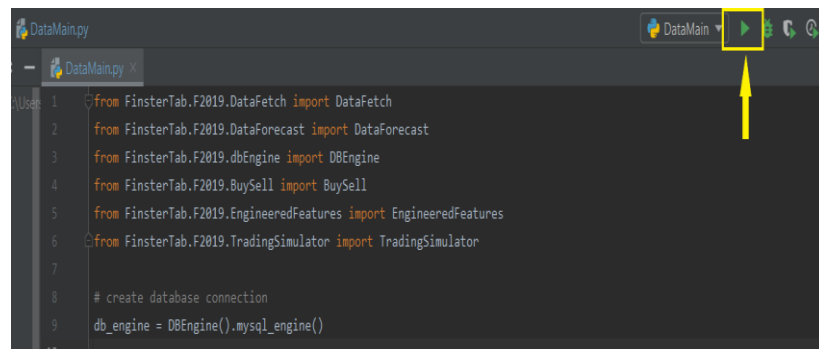 DataMain.py
DataMain
DataMain.py
:\User
1 from FinsterTab.F2019.DataFetch import DataFetch
2 from FinsterTab.F2019.DataForecast import DataForecast
3 from FinsterTab.F2019.dbEngine import DBEngine
4 from FinsterTab.F2019.BuySell import BuySell
5 from FinsterTab.F2019.EngineeredFeatures import EngineeredFeatures
6 from FinsterTab.F2019.TradingSimulator import TradingSimulator
7
8 # create database connection
9 db_engine = DBEngine().mysql_engine()